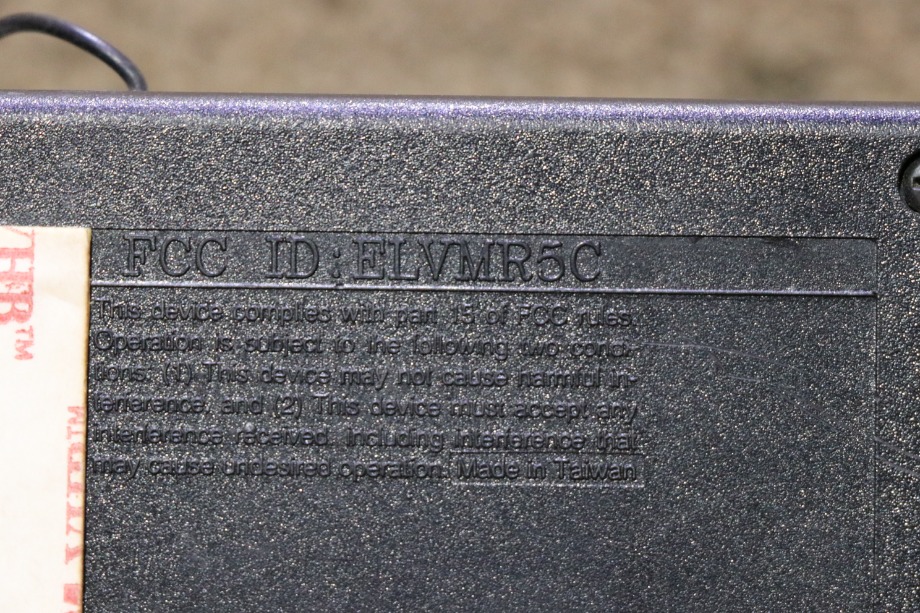 FCC ID:ELVMR5C
This device complies with part 15 of FCC rules.
Operation is subject to the following two condi-
tions: (1) This device may not cause harmful in-
terference, and (2) This device must accept any
interference received, including interference that
may cause undesired operation. Made in Taiwan
TM